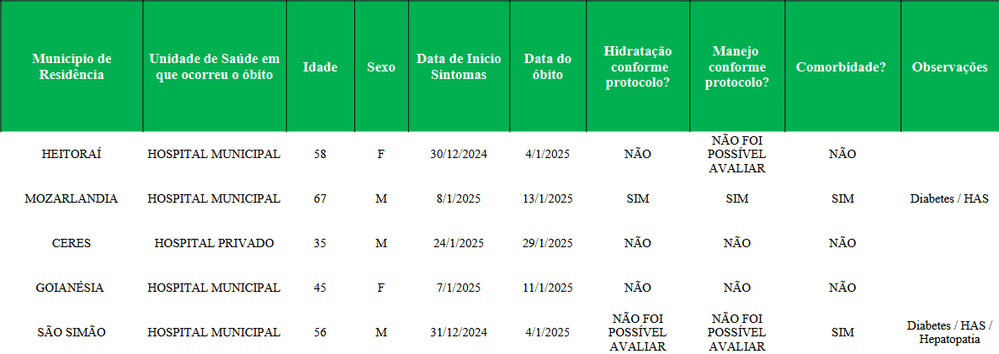 Município de Residência | Unidade de Saúde em que ocorreu o óbito | Idade | Sexo | Data de Início Sintomas | Data do óbito | Hidratação conforme protocolo? | Manejo conforme protocolo? | Comorbidade? | Observações
HEITORAÍ | HOSPITAL MUNICIPAL | 58 | F | 30/12/2024 | 4/1/2025 | NÃO | NÃO FOI POSSÍVEL AVALIAR | NÃO |
MOZARLANDIA | HOSPITAL MUNICIPAL | 67 | M | 8/1/2025 | 13/1/2025 | SIM | SIM | SIM | Diabetes / HAS
CERES | HOSPITAL PRIVADO | 35 | M | 24/1/2025 | 29/1/2025 | NÃO | NÃO | NÃO |
GOIANÉSIA | HOSPITAL MUNICIPAL | 45 | F | 7/1/2025 | 11/1/2025 | NÃO | NÃO | NÃO |
SÃO SIMÃO | HOSPITAL MUNICIPAL | 56 | M | 31/12/2024 | 4/1/2025 | NÃO FOI POSSÍVEL AVALIAR | NÃO FOI POSSÍVEL AVALIAR | SIM | Diabetes / HAS / Hepatopatia